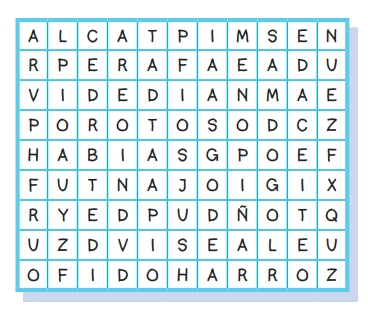 A L C A T P I M S E N
R P E R A F A E A D U
V I D E D I A N M A E
P O R O T O S O D C Z
H A B I A S G P O E F
F U T N A J O I G I X
R Y E D P U D Ñ O T Q
U Z D V I S E A L E U
O F I D O H A R R O Z